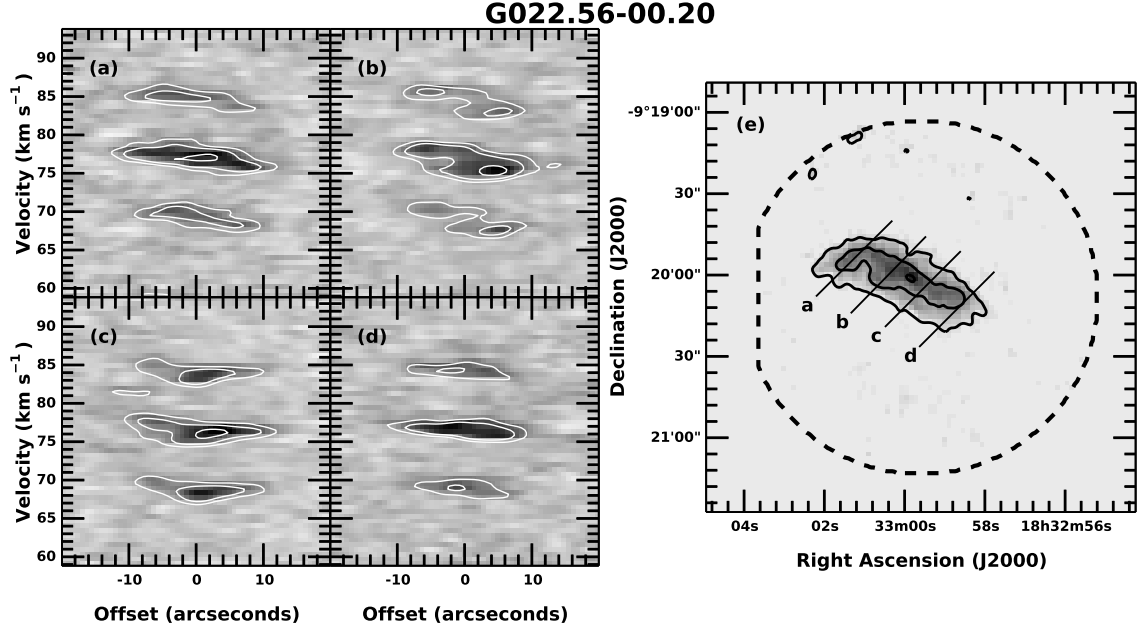 G022.56-00.20
(a)
90
85
80
75
70
65
60
Velocity (km s⁻¹)
(b)
(c)
90
85
80
75
70
65
60
Velocity (km s⁻¹)
(d)
-10 0 10
-10 0 10
Offset (arcseconds)
Offset (arcseconds)
(e)
-9°19'00"
30"
20'00"
30"
21'00"
Declination (J2000)
a
b
c
d
04s 02s 33m00s 58s 18h32m56s
Right Ascension (J2000)